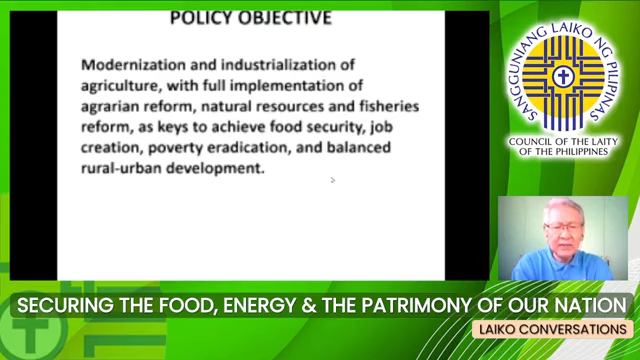 POLICY OBJECTIVE
Modernization and industrialization of
agriculture, with full implementation of
agrarian reform, natural resources and fisheries
reform, as keys to achieve food security, job
creation, poverty eradication, and balanced
rural-urban development.
SANGGUNIANG LAIKO NG PILIPINAS
COUNCIL OF THE LAITY
OF THE PHILIPPINES
SECURING THE FOOD, ENERGY & THE PATRIMONY OF OUR NATION
LAIKO CONVERSATIONS